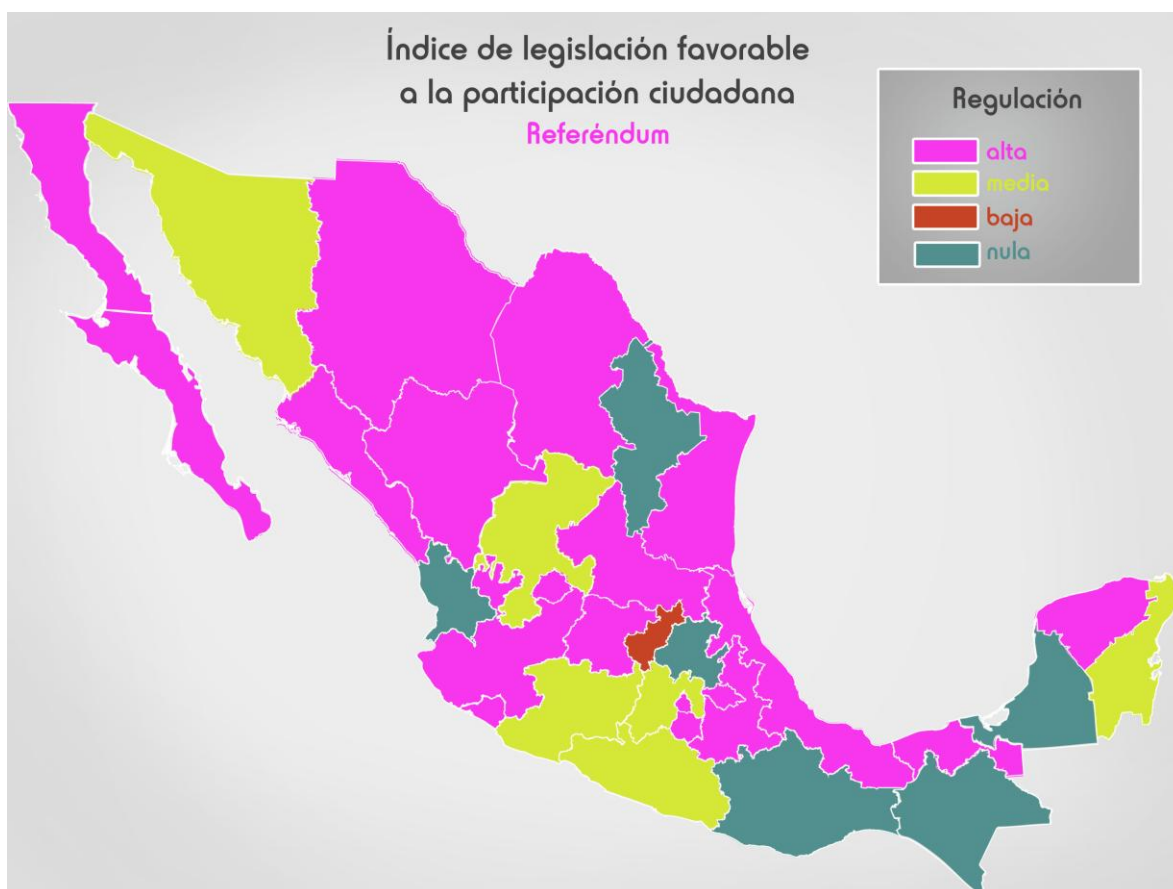 Índice de legislación favorable
a la participación ciudadana
Referéndum
Regulación
alta
media
baja
nula